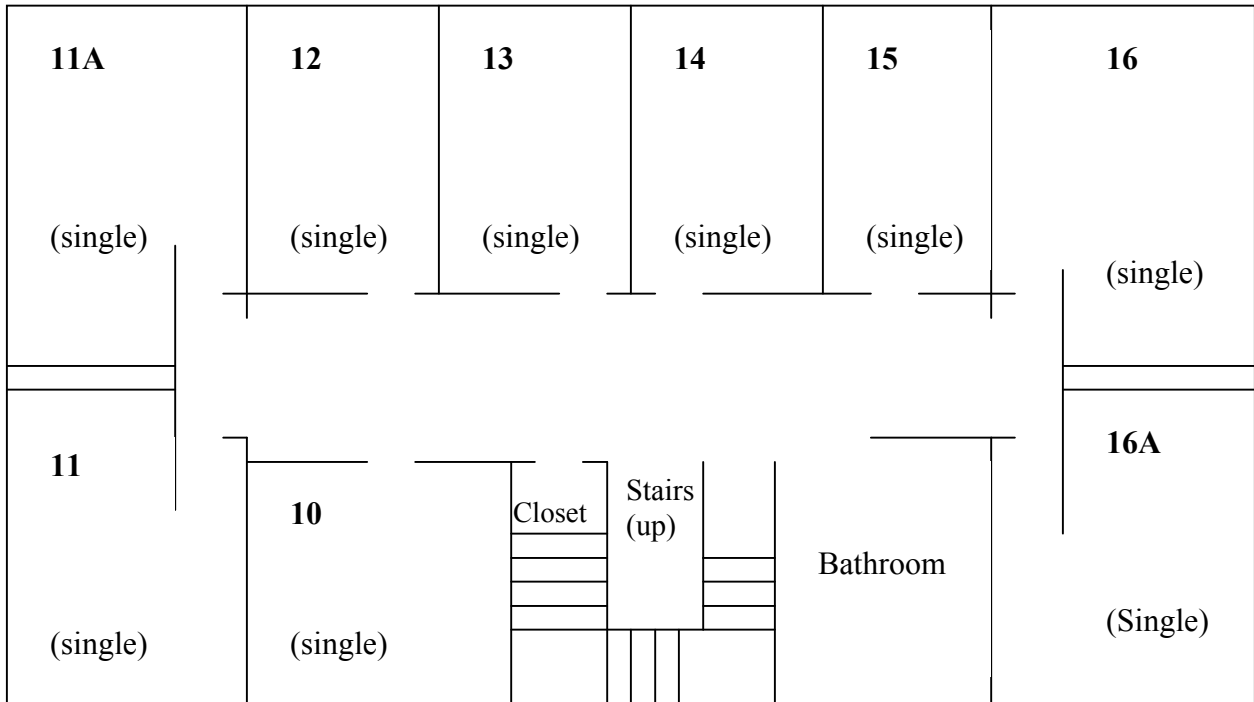 11A
12
13
14
15
16
(single)
(single)
(single)
(single)
(single)
(single)
11
10
Closet
Stairs
(up)
Bathroom
16A
(single)
(single)
(Single)